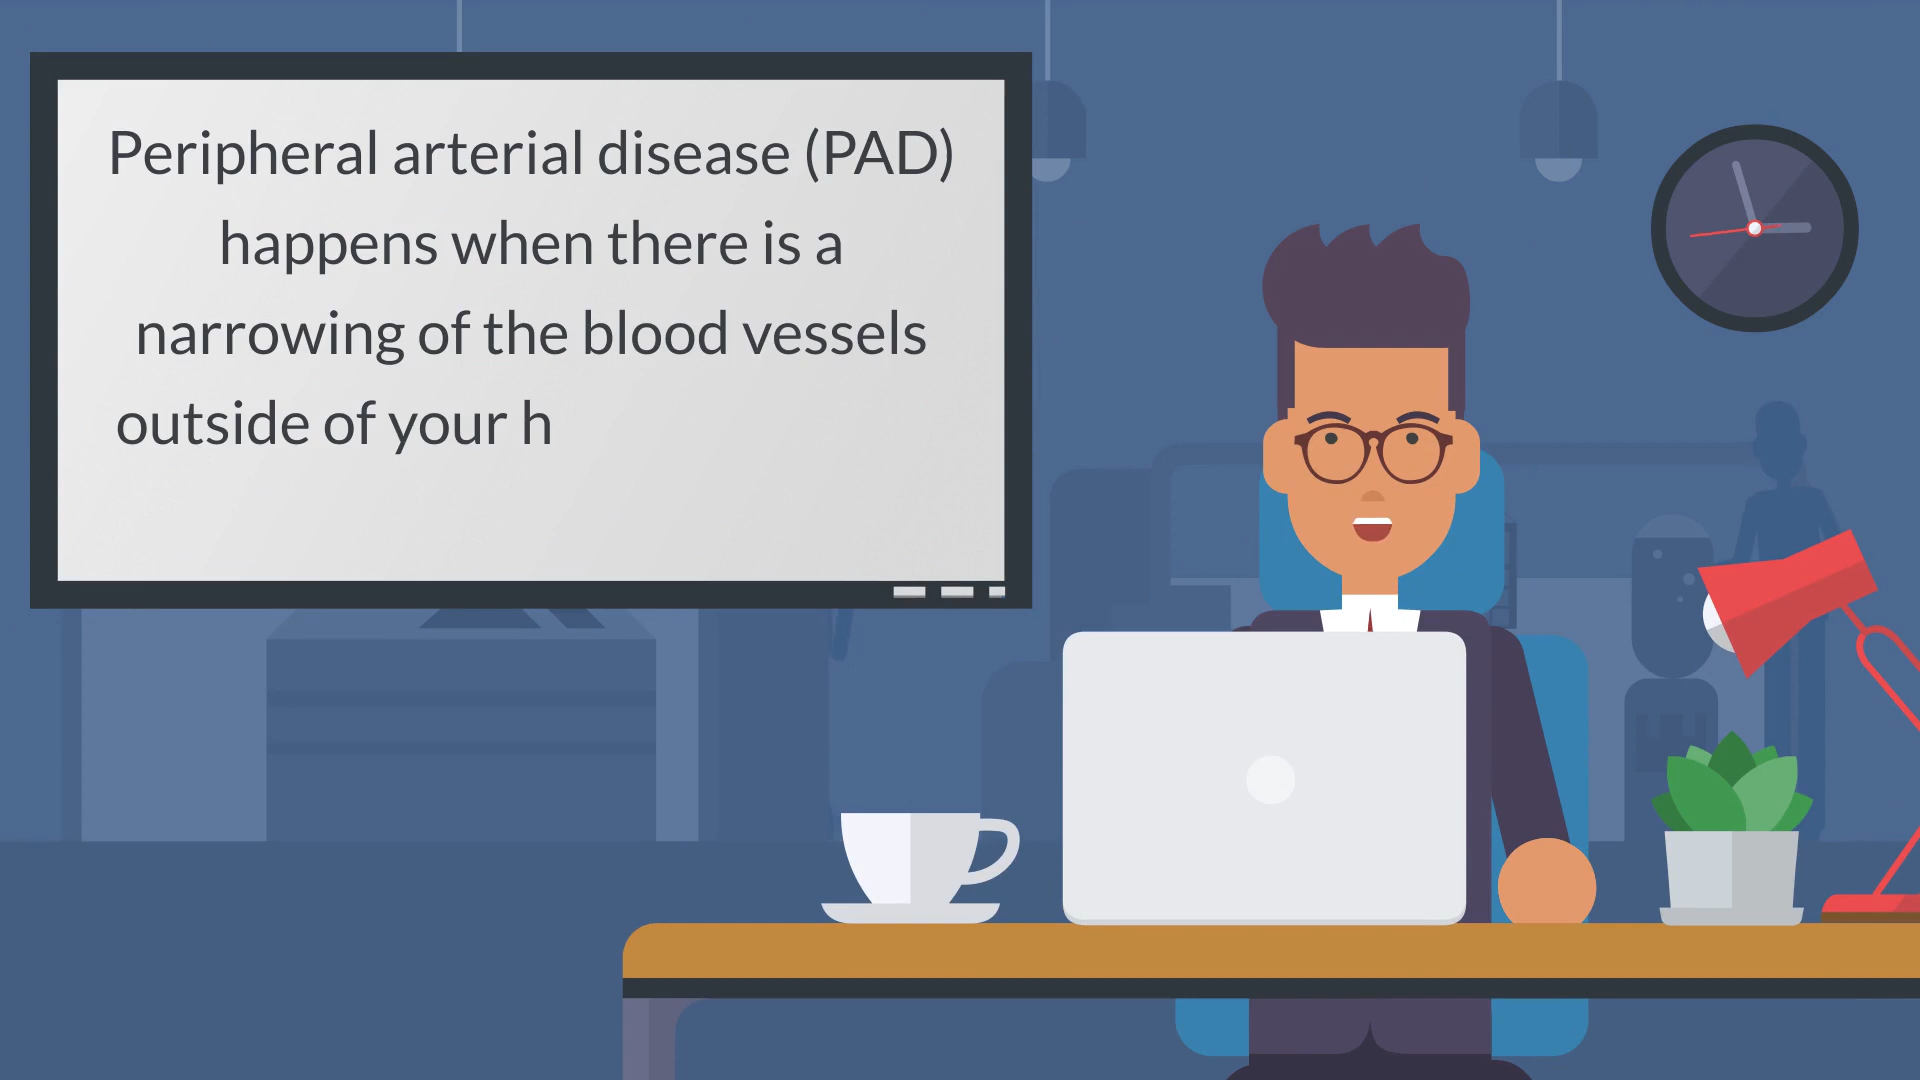 Peripheral arterial disease (PAD)
happens when there is a
narrowing of the blood vessels
outside of your h